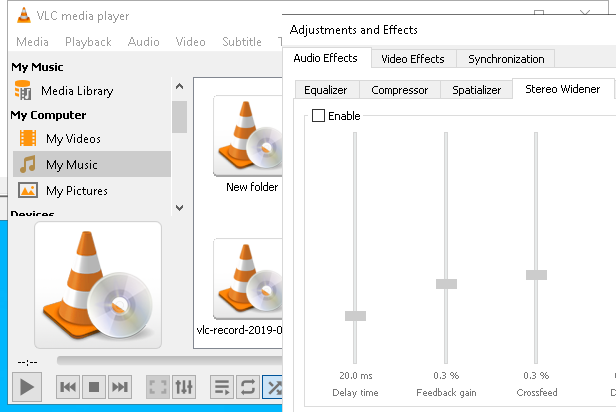 VLC media player
Media Playback Audio Video Subtitle
My Music
Media Library
My Computer
My Videos
My Music
My Pictures
Devices
New folder
vlc-record-2019-0
--:--
Adjustments and Effects
Audio Effects Video Effects Synchronization
Equalizer Compressor Spatializer Stereo Widener
Enable
20.0 ms 0.3 % 0.3 %
Delay time Feedback gain Crossfeed